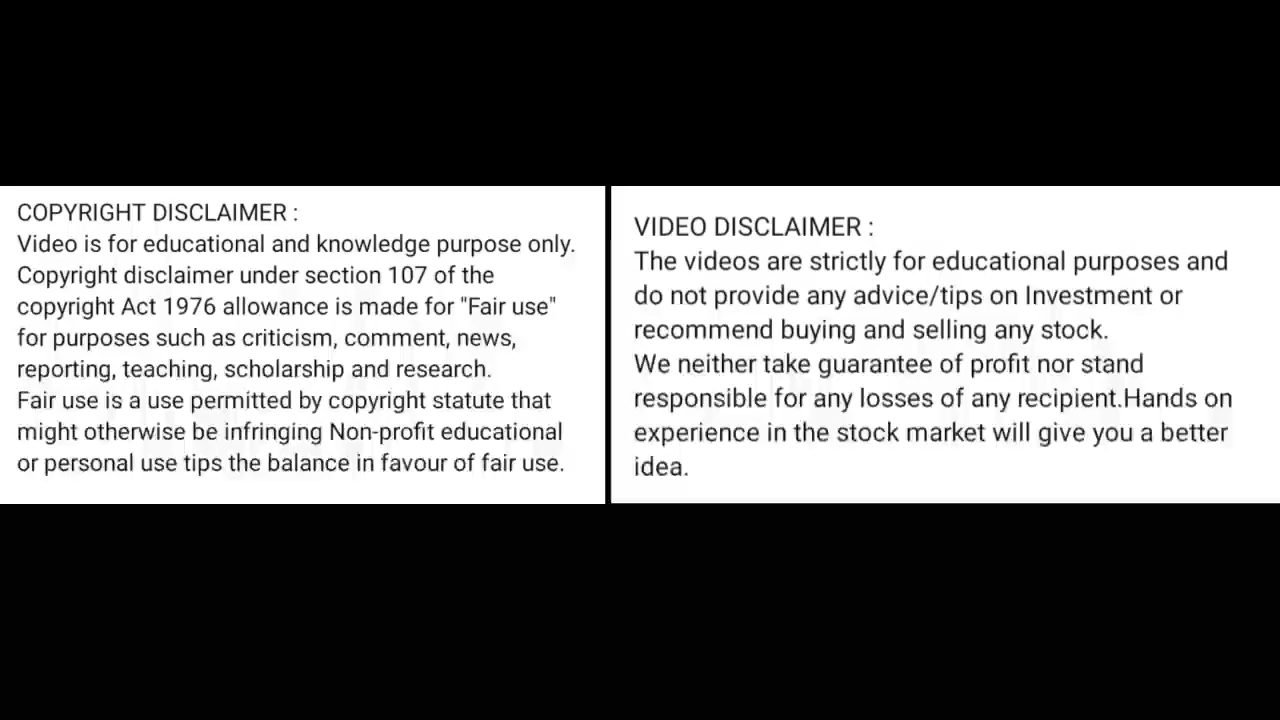 COPYRIGHT DISCLAIMER :
Video is for educational and knowledge purpose only.
Copyright disclaimer under section 107 of the
copyright Act 1976 allowance is made for "Fair use"
for purposes such as criticism, comment, news,
reporting, teaching, scholarship and research.
Fair use is a use permitted by copyright statute that
might otherwise be infringing Non-profit educational
or personal use tips the balance in favour of fair use.
VIDEO DISCLAIMER :
The videos are strictly for educational purposes and
do not provide any advice/tips on Investment or
recommend buying and selling any stock.
We neither take guarantee of profit nor stand
responsible for any losses of any recipient.Hands on
experience in the stock market will give you a better
idea.